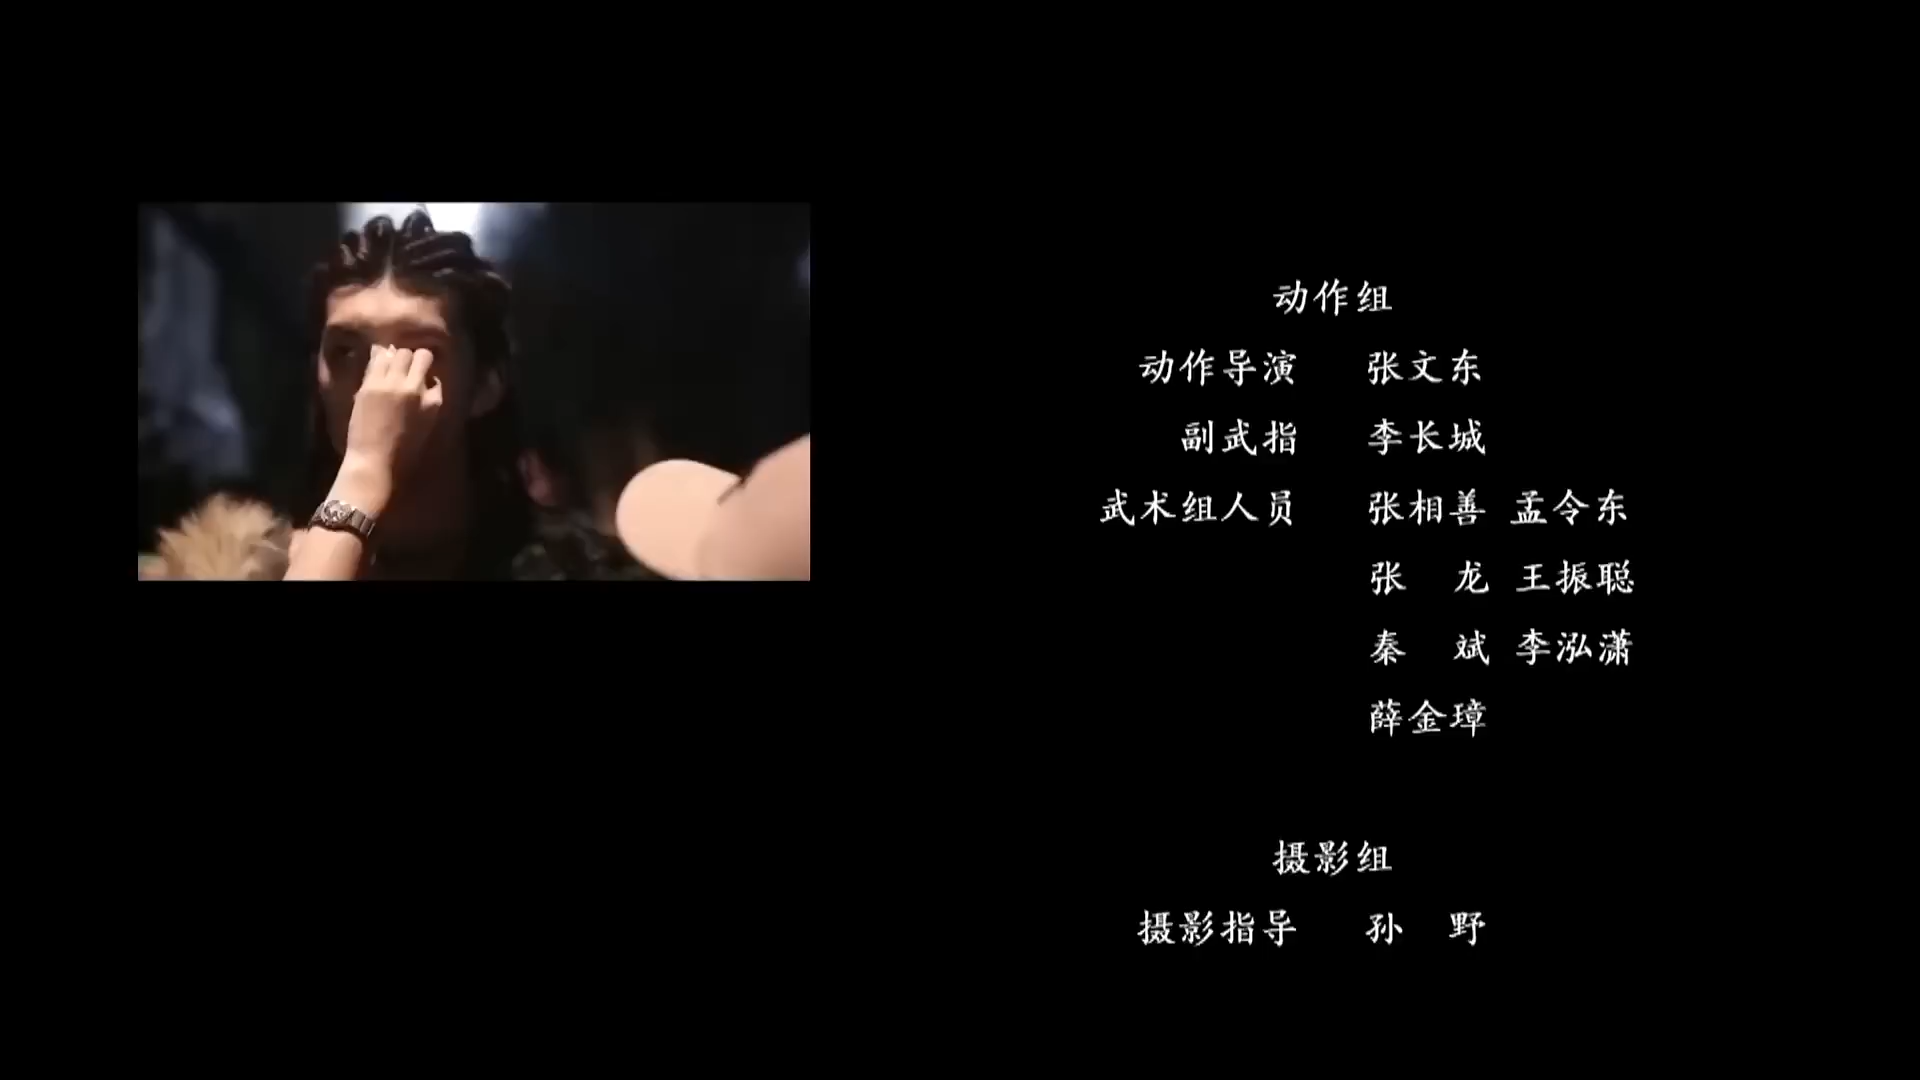 动作组
动作导演 张文东
副武指 李长城
武术组人员 张相善 孟令东
张 龙 王振聪
秦 斌 李泓潇
薛金璋
摄影组
摄影指导 孙 野